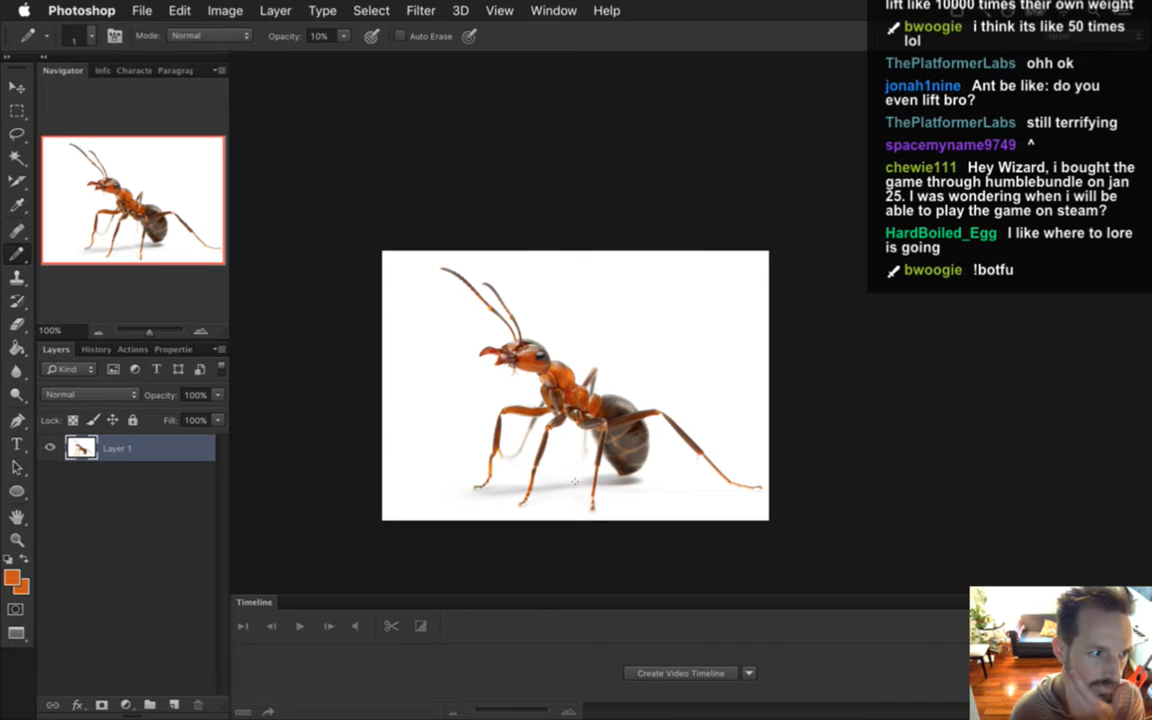 Photoshop File Edit Image Layer Type Select Filter 3D View Window Help
1 Mode: Normal Opacity: 10% Auto Erase
Navigator Info Characte Paragraj
100%
Layers History Actions Propertie
Kind
Normal Opacity: 100%
Lock: Fill: 100%
Layer 1
Timeline
Create Video Timeline
lift like 10000 times their own weight
bwoogie i think its like 50 times
lol
ThePlatformerLabs ohh ok
jonah1nine Ant be like: do you
even lift bro?
ThePlatformerLabs still terrifying
spacemyname9749 ^
chewie111 Hey Wizard, i bought the
game through humblebundle on jan
25. I was wondering when i will be
able to play the game on steam?
HardBoiled_Egg I like where to lore
is going
bwoogie !botfu